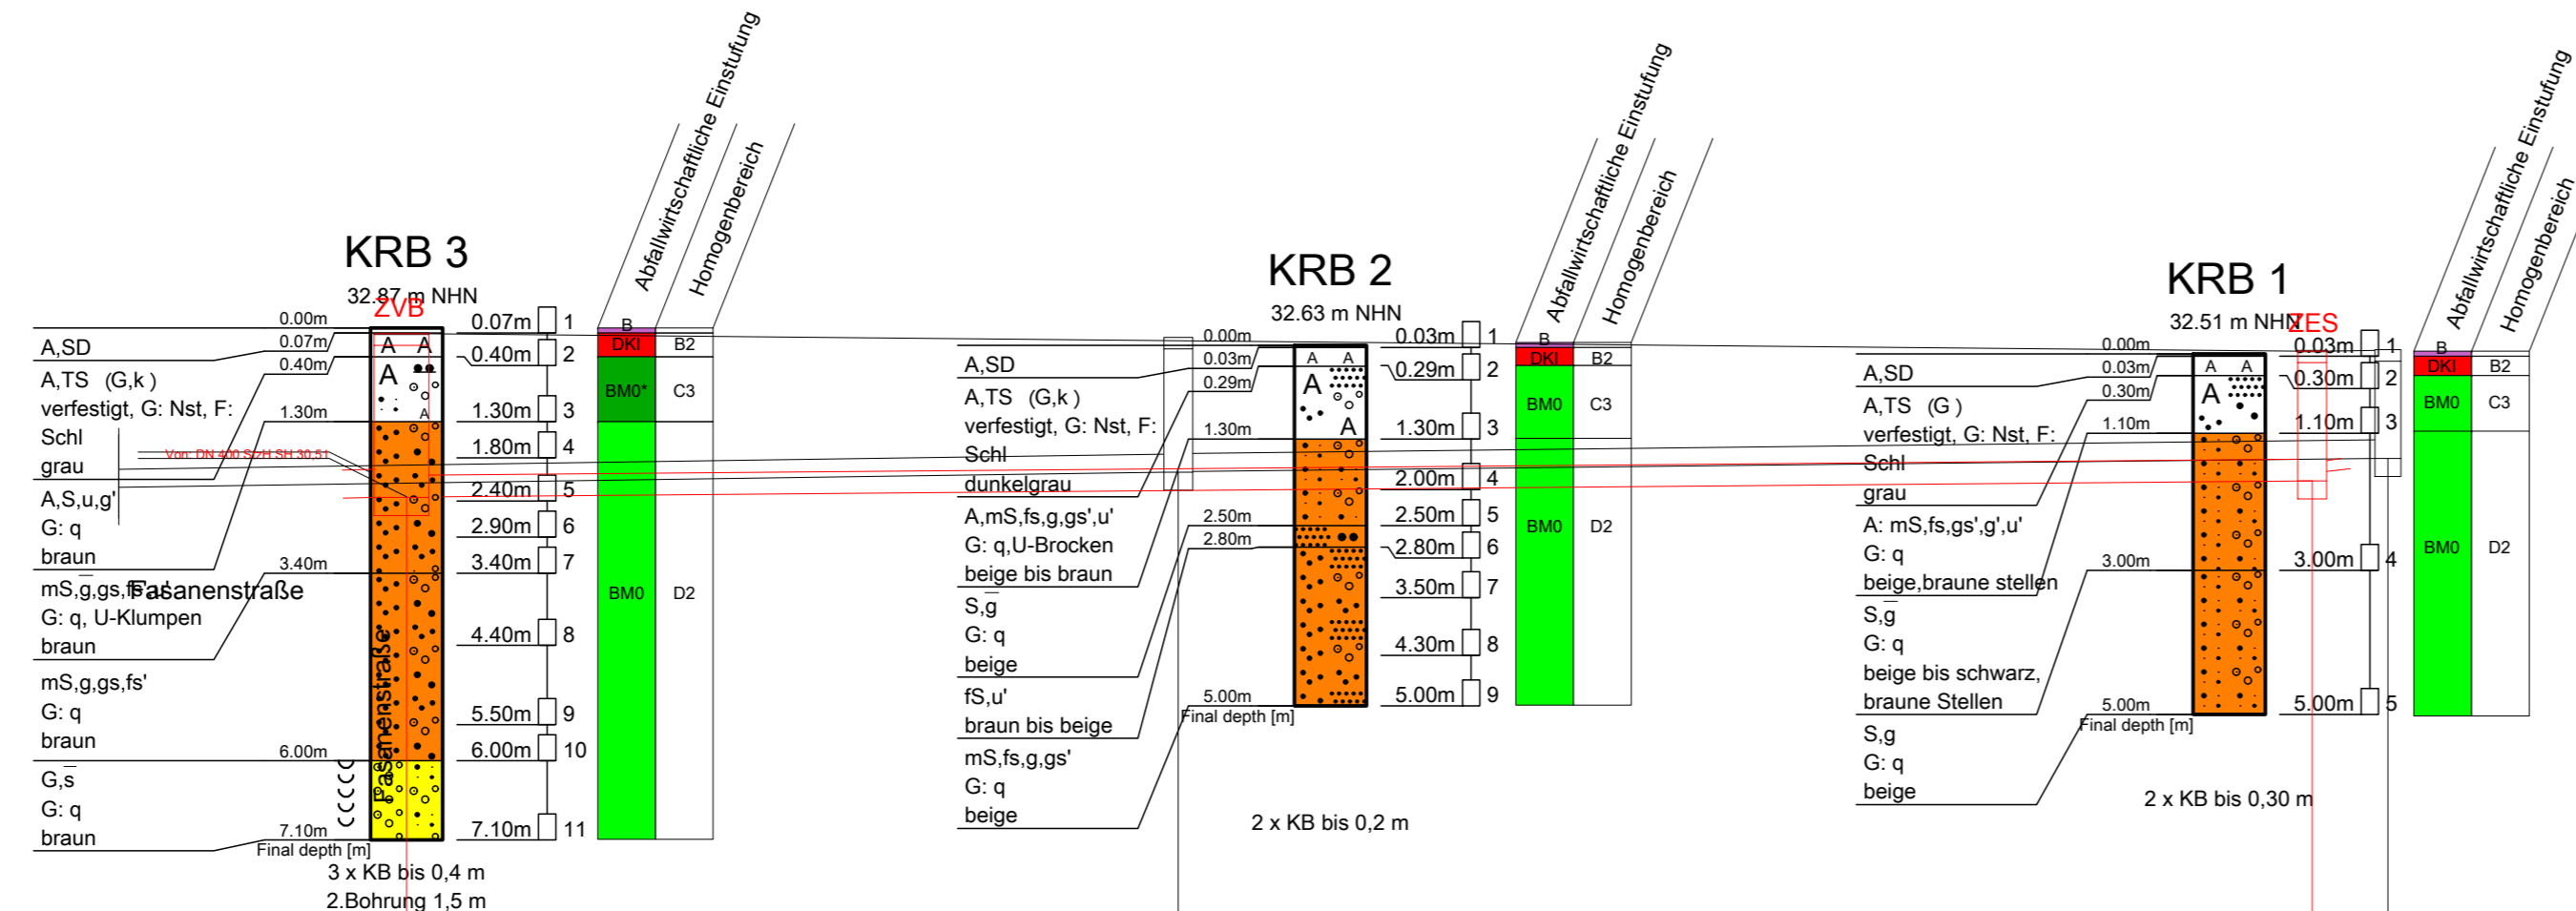 KRB 3
32.87 m NHN
ZVB
Abfallwirtschaftliche Einstufung
Homogenbereich
0.00m
0.07m
0.40m
1.30m
3.40m
6.00m
7.10m
Final depth [m]
A,SD
A,TS (G,k )
verfestigt, G: Nst, F:
Schl
grau
A,S,u,g'
G: q
braun
mS,g̅,gs,fs',u'
G: q, U-Klumpen
braun
mS,g,gs,fs'
G: q
braun
G,s̅
G: q
braun
Von: DN 400 StzH SH 30,51
Fasanenstraße
Fasanenstraße
A A
A
A
0.07m 1
0.40m 2
1.30m 3
1.80m 4
2.40m 5
2.90m 6
3.40m 7
4.40m 8
5.50m 9
6.00m 10
7.10m 11
B
DKI B2
BM0* C3
BM0 D2
3 x KB bis 0,4 m
2.Bohrung 1,5 m
KRB 2
32.63 m NHN
Abfallwirtschaftliche Einstufung
Homogenbereich
0.00m
0.03m
0.29m
1.30m
2.50m
2.80m
5.00m
Final depth [m]
A,SD
A,TS (G,k )
verfestigt, G: Nst, F:
Schl
dunkelgrau
A,mS,fs,g,gs',u'
G: q,U-Brocken
beige bis braun
S,g̅
G: q
beige
fS,u'
braun bis beige
mS,fs,g,gs'
G: q
beige
A A
A
A
0.03m 1
0.29m 2
1.30m 3
2.00m 4
2.50m 5
2.80m 6
3.50m 7
4.30m 8
5.00m 9
B
DKI B2
BM0 C3
BM0 D2
2 x KB bis 0,2 m
KRB 1
32.51 m NHN
ZES
Abfallwirtschaftliche Einstufung
Homogenbereich
0.00m
0.03m
0.30m
1.10m
3.00m
5.00m
Final depth [m]
A,SD
A,TS (G )
verfestigt, G: Nst, F:
Schl
grau
A: mS,fs,gs',g',u'
G: q
beige,braune stellen
S,g̅
G: q
beige bis schwarz,
braune Stellen
S,g
G: q
beige
A A
A
0.03m 1
0.30m 2
1.10m 3
3.00m 4
5.00m 5
B
DKI B2
BM0 C3
BM0 D2
2 x KB bis 0,30 m